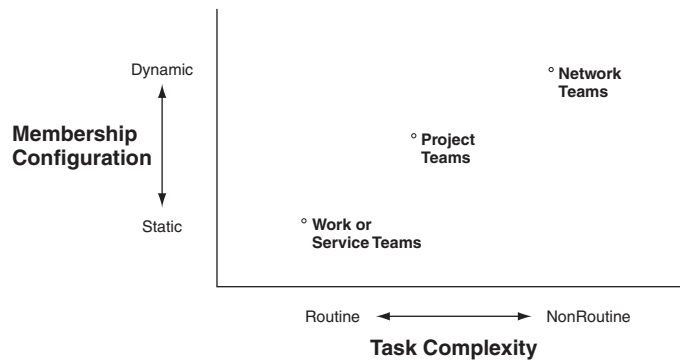 Dynamic
Membership
Configuration
Static
Network
Teams
Project
Teams
Work or
Service Teams
Routine
NonRoutine
Task Complexity